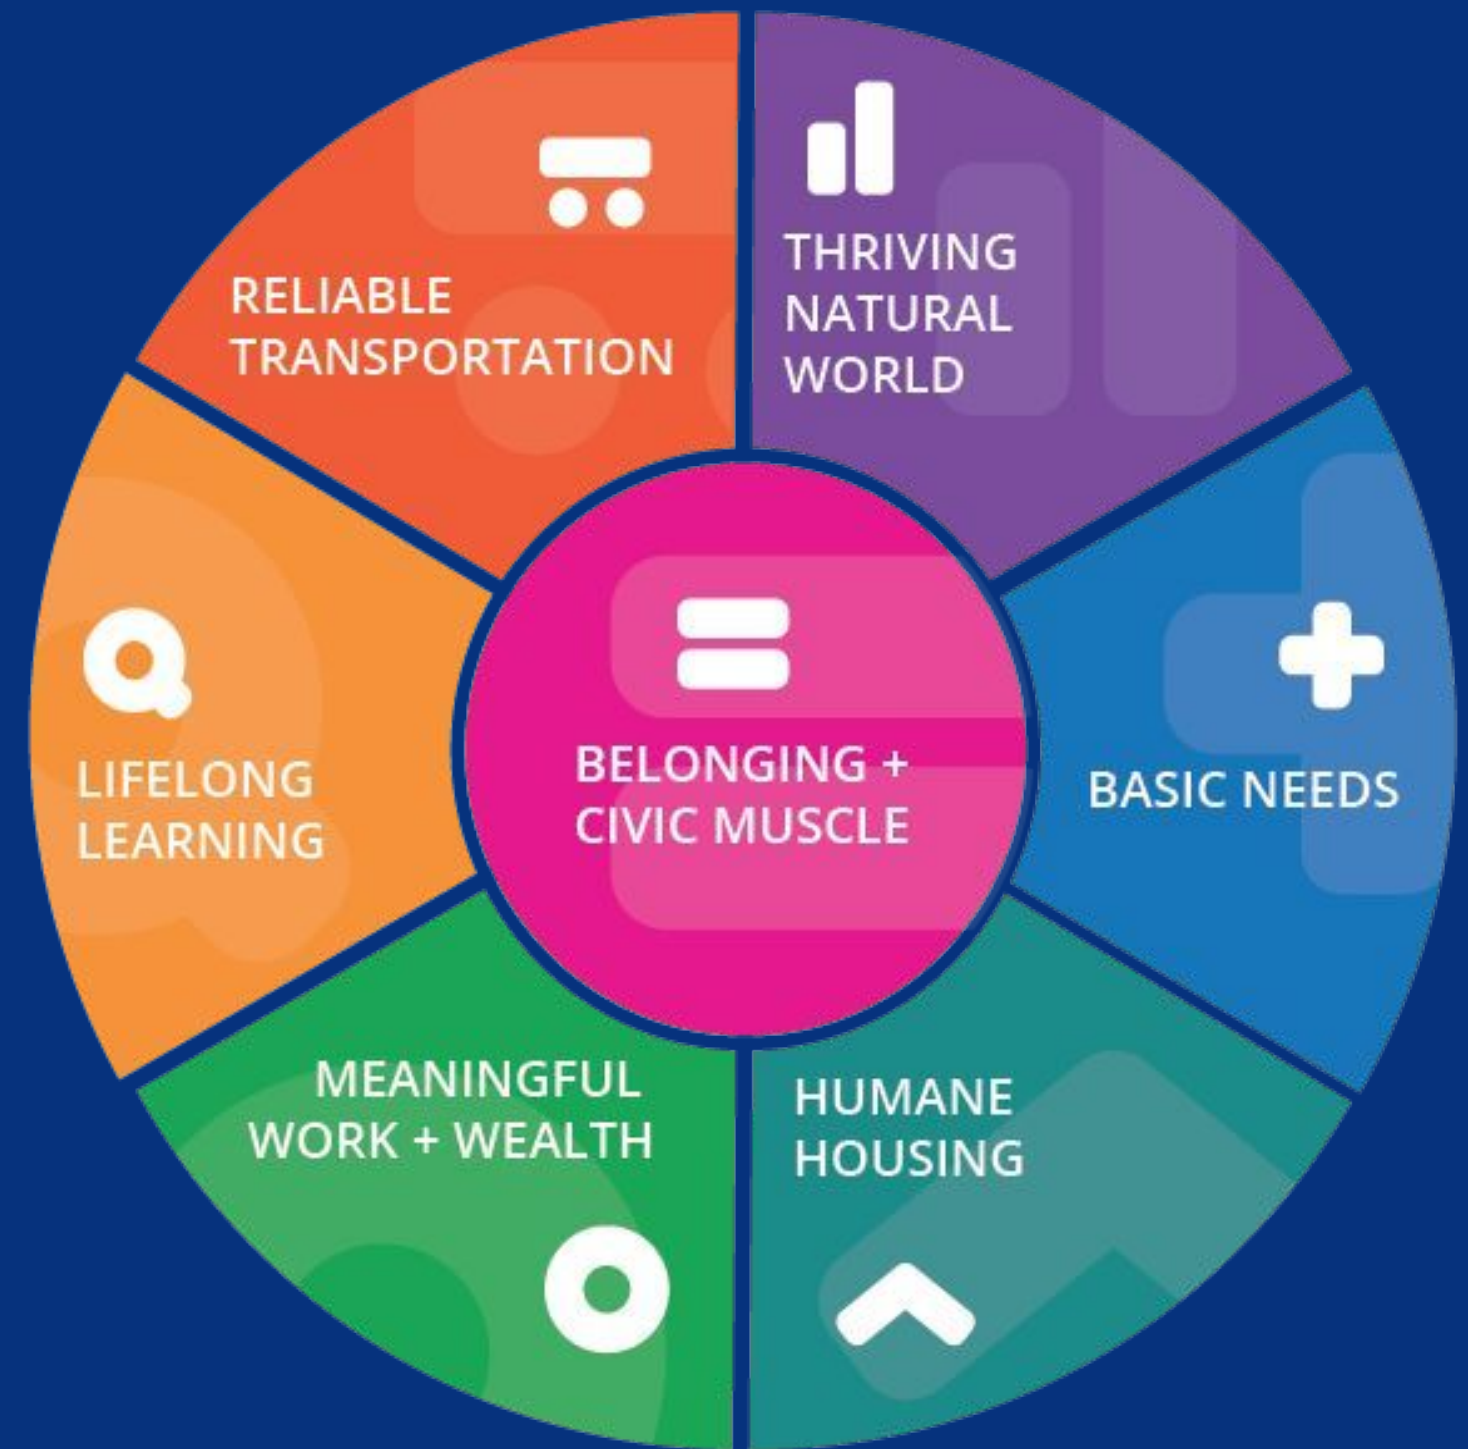 RELIABLE
TRANSPORTATION
THRIVING
NATURAL
WORLD
LIFELONG
LEARNING
BELONGING +
CIVIC MUSCLE
BASIC NEEDS
MEANINGFUL
WORK + WEALTH
HUMANE
HOUSING